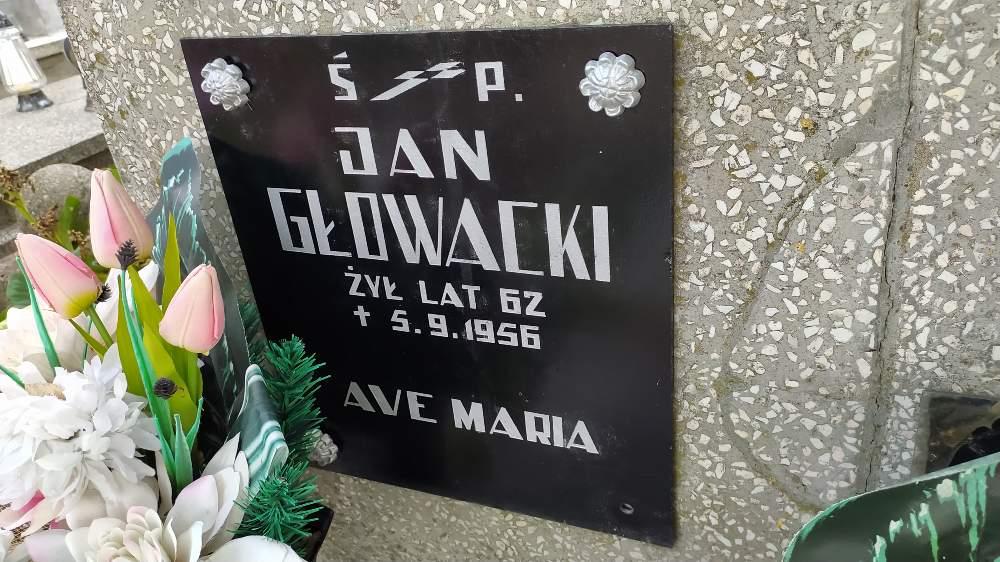 Ś P.
JAN
GŁOWACKI
ŻYŁ LAT 62
† 5.9.1956
AVE MARIA